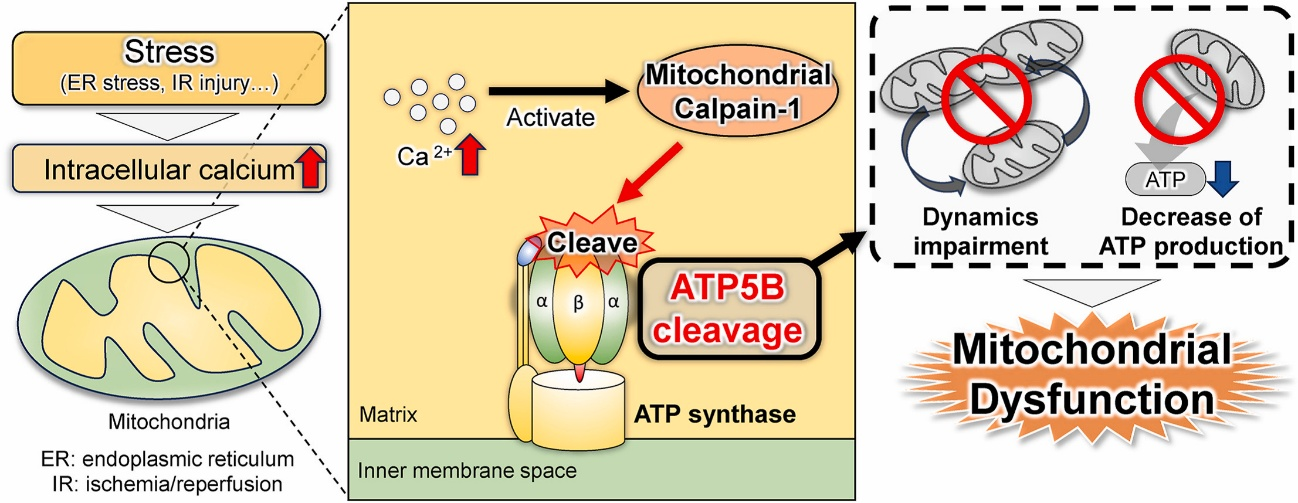 Stress
(ER stress, IR injury…)
Intracellular calcium
Mitochondria
ER: endoplasmic reticulum
IR: ischemia/reperfusion
Ca 2+
Activate
Mitochondrial
Calpain-1
Cleave
α
β
α
ATP5B
cleavage
ATP synthase
Matrix
Inner membrane space
ATP
Dynamics
impairment
Decrease of
ATP production
Mitochondrial
Dysfunction